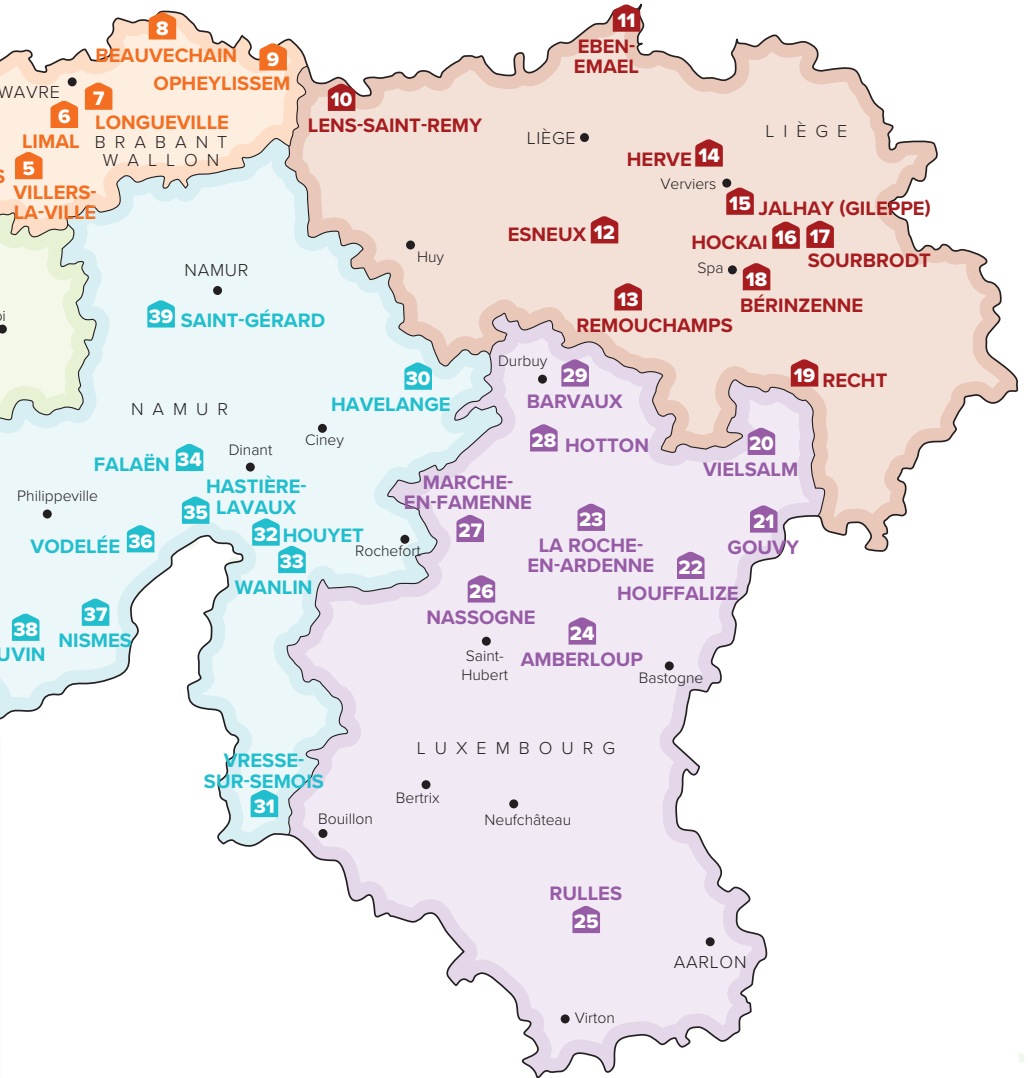 8
BEAUVECHAIN
9
OPHEYLISSEM
11
EBEN-
EMAEL
WAVRE
7
LONGUEVILLE
6
LIMAL
BRABANT
WALLON
5
VILLERS-
LA-VILLE
S
10
LENS-SAINT-REMY
LIÈGE
LIÈGE
HERVE 14
Verviers
15 JALHAY (GILEPPE)
ESNEUX 12
HOCKAI 16
17
SOURBRODT
Huy
Spa
18
BÉRINZENNE
13
REMOUCHAMPS
19 RECHT
NAMUR
39 SAINT-GÉRARD
oi
30
HAVELANGE
NAMUR
Ciney
Dinant
FALAËN 34
HASTIÈRE-
LAVAUX
35
Philippeville
VODELÉE 36
32 HOUYET
33
WANLIN
Rochefort
37
NISMES
38
UVIN
VRESSE-
SUR-SEMOIS
31
Durbuy
29
BARVAUX
28 HOTTON
20
VIELSALM
MARCHE-
EN-FAMENNE
27
23
LA ROCHE-
EN-ARDENNE
21
GOUVY
22
HOUFFALIZE
26
NASSOGNE
24
AMBERLOUP
Saint-
Hubert
Bastogne
LUXEMBOURG
Bertrix
Neufchâteau
Bouillon
RULLES
25
AARLON
Virton